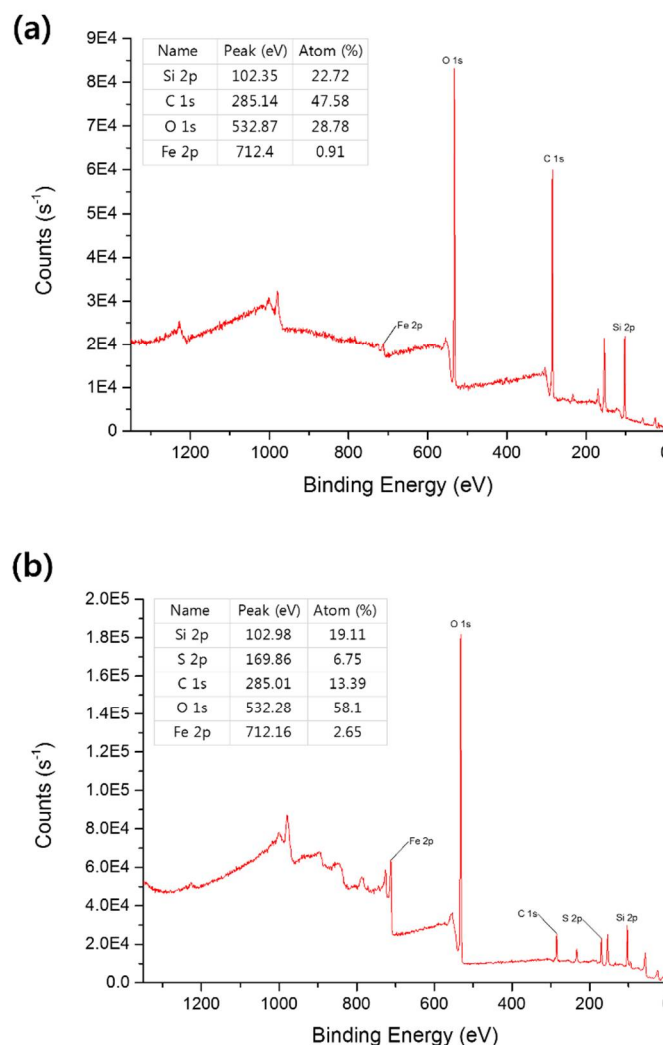 (a)
9E4
8E4
7E4
6E4
5E4
4E4
3E4
2E4
1E4
0
Counts (s⁻¹)
Name Peak (eV) Atom (%)
Si 2p 102.35 22.72
C 1s 285.14 47.58
O 1s 532.87 28.78
Fe 2p 712.4 0.91
O 1s
C 1s
Fe 2p
Si 2p
1200 1000 800 600 400 200 0
Binding Energy (eV)
(b)
2.0E5
1.8E5
1.6E5
1.4E5
1.2E5
1.0E5
8.0E4
6.0E4
4.0E4
2.0E4
0.0
Counts (s⁻¹)
Name Peak (eV) Atom (%)
Si 2p 102.98 19.11
S 2p 169.86 6.75
C 1s 285.01 13.39
O 1s 532.28 58.1
Fe 2p 712.16 2.65
O 1s
Fe 2p
C 1s
S 2p
Si 2p
1200 1000 800 600 400 200
Binding Energy (eV)